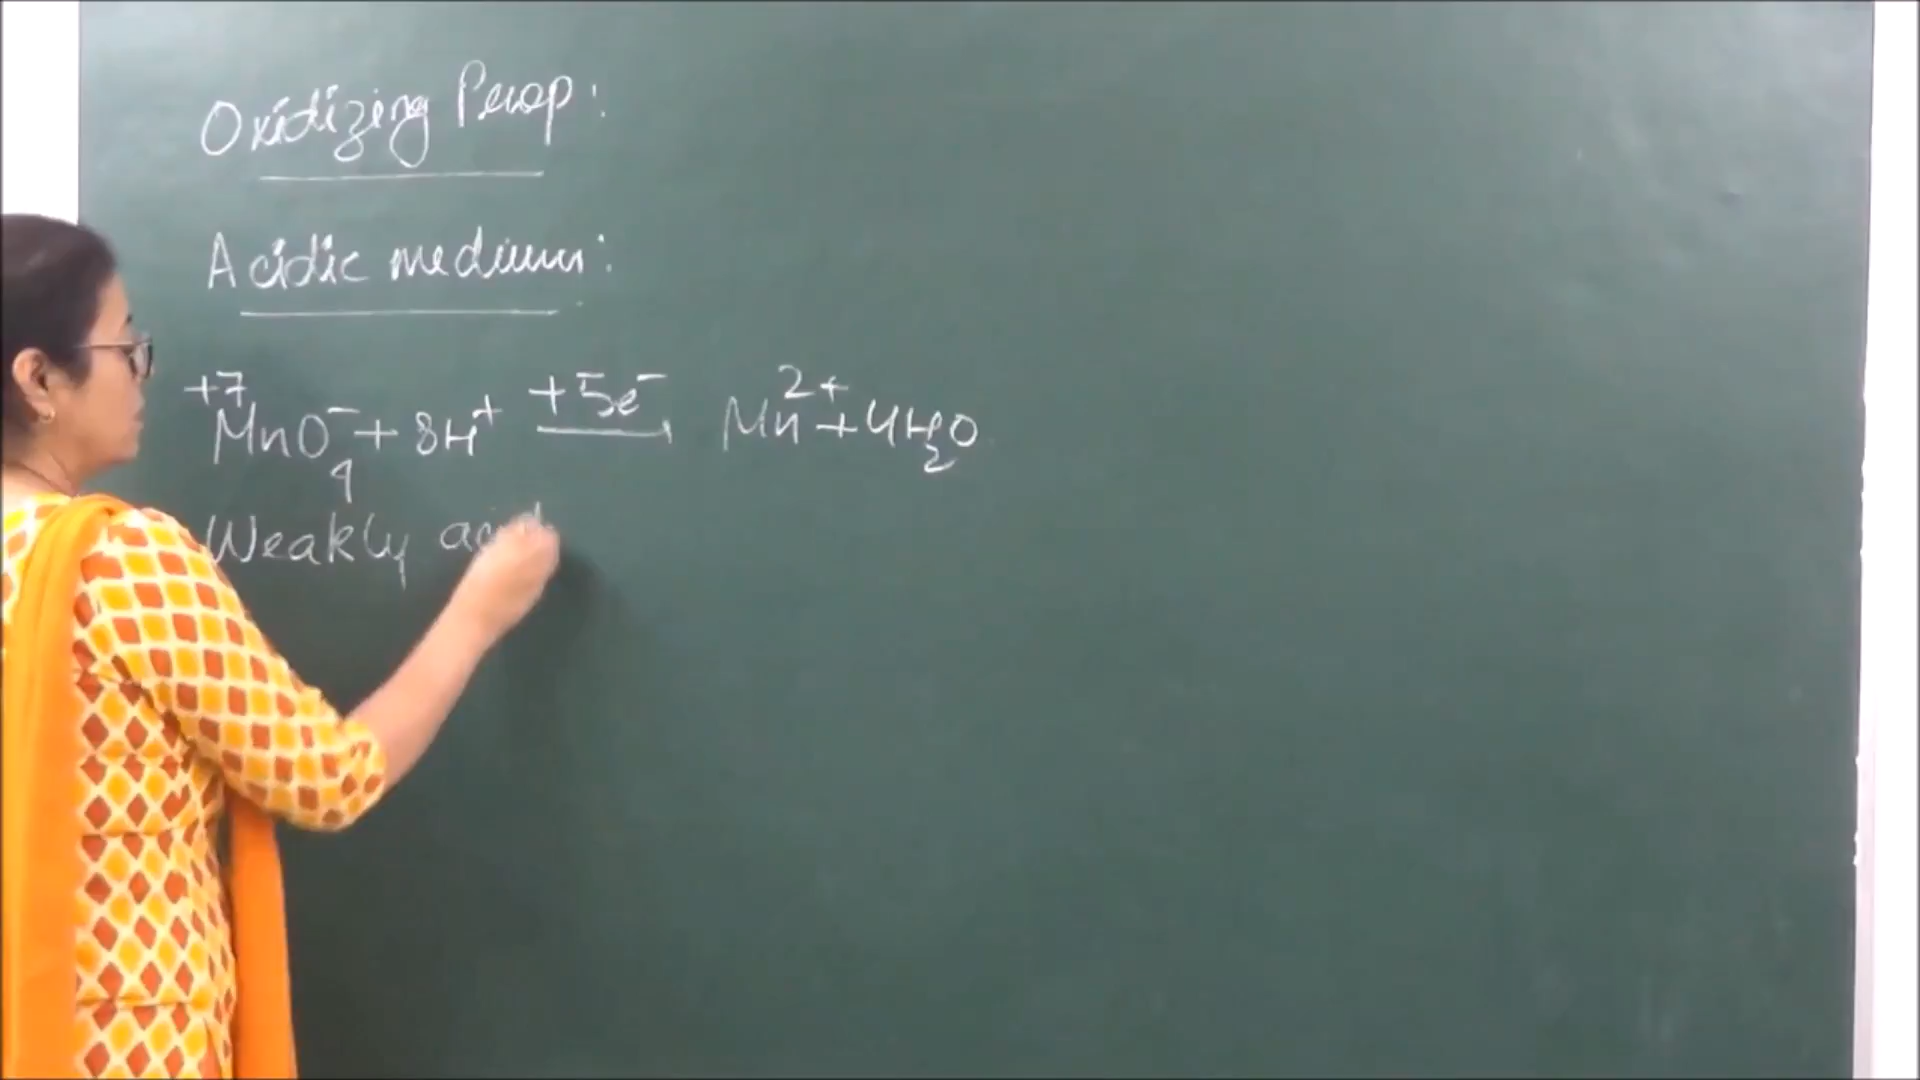 Oxidizing Prop:
Acidic medium:
+7
MnO₄⁻ + 8H⁺ +5e⁻ → Mn²⁺ + 4H₂O
Weakly